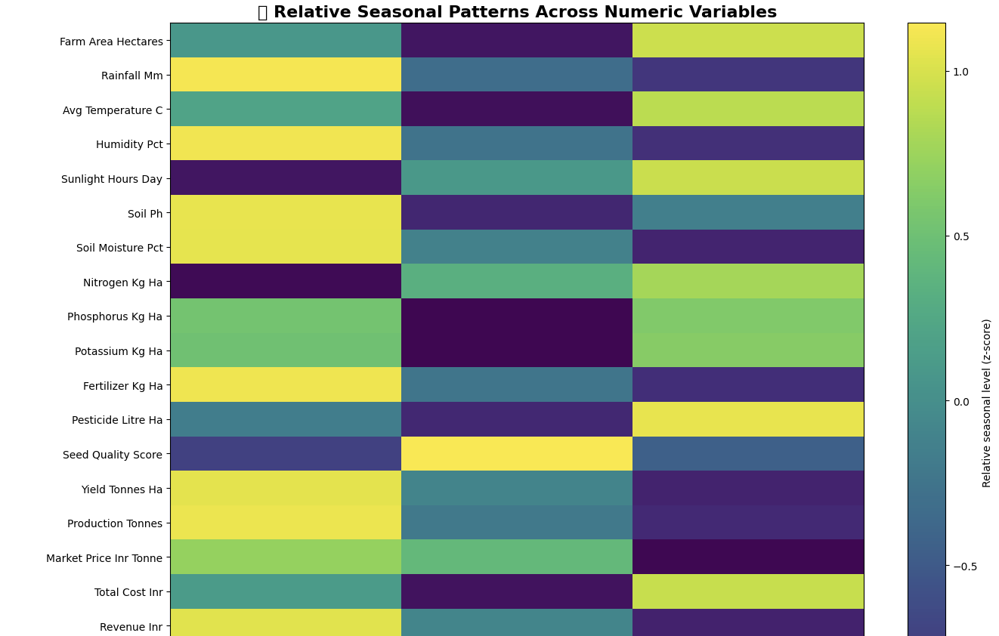 Relative Seasonal Patterns Across Numeric Variables
Farm Area Hectares
Rainfall Mm
Avg Temperature C
Humidity Pct
Sunlight Hours Day
Soil Ph
Soil Moisture Pct
Nitrogen Kg Ha
Phosphorus Kg Ha
Potassium Kg Ha
Fertilizer Kg Ha
Pesticide Litre Ha
Seed Quality Score
Yield Tonnes Ha
Production Tonnes
Market Price Inr Tonne
Total Cost Inr
Revenue Inr
1.0
0.5
0.0
−0.5
Relative seasonal level (z-score)